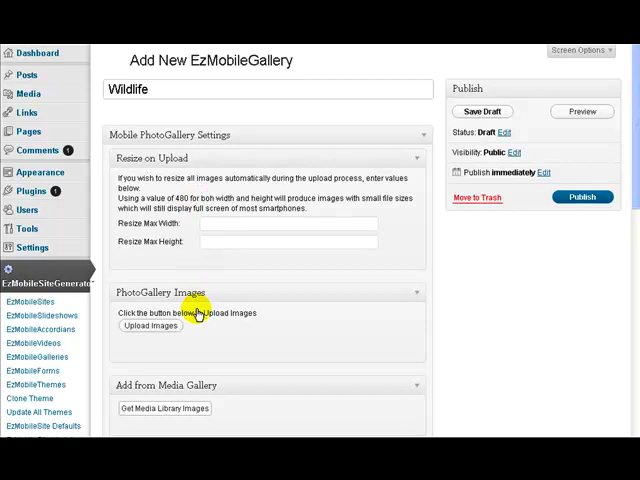 Dashboard
Posts
Media
Links
Pages
Comments 1
Appearance
Plugins 1
Users
Tools
Settings
EzMobileSiteGenerato
EzMobileSites
EzMobileSlideshows
EzMobileAccordians
EzMobileVideos
EzMobileGalleries
EzMobileForms
EzMobileThemes
Clone Theme
Update All Themes
EzMobileSite Defaults
Screen Options
Add New EzMobileGallery
Wildlife
Mobile PhotoGallery Settings
Resize on Upload
If you wish to resize all images automatically during the upload process, enter values
below.
Using a value of 480 for boh width and height will produce images with small file sizes
which will still display full screen of most smartphones.
Resize Max Width:
Resize Max Height:
PhotoGallery Images
Click the button below to Upload Images
Upload Images
Add from Media Gallery
Get Media Library Images
Publish
Save Draft
Preview
Status: Draft Edit
Visibility: Public Edit
Publish immediately Edit
Move to Trash
Publish